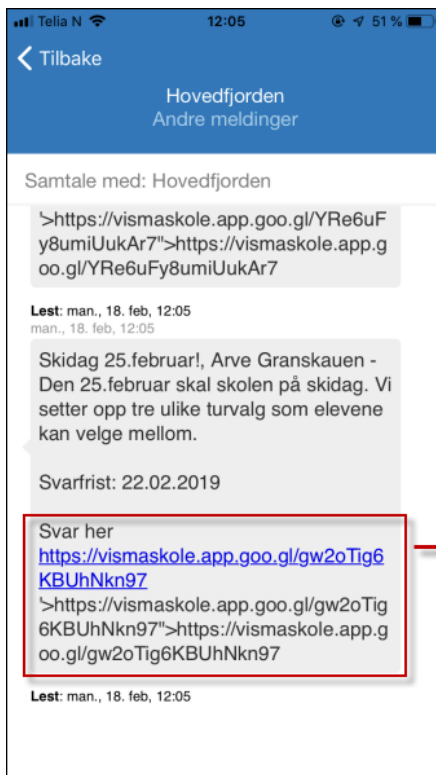 Telia N 12:05 51 %
Tilbake
Hovedfjorden
Andre meldinger
Samtale med: Hovedfjorden
'>https://vismaskole.app.goo.gl/YRe6uF
y8umiUukAr7">https://vismaskole.app.g
oo.gl/YRe6uFy8umiUukAr7
Lest: man., 18. feb, 12:05
man., 18. feb, 12:05
Skidag 25.februar!, Arve Granskauen -
Den 25.februar skal skolen på skidag. Vi
setter opp tre ulike turvalg som elevene
kan velge mellom.
Svarfrist: 22.02.2019
Svar her
https://vismaskole.app.goo.gl/gw2oTig6
KBUhNkn97
'>https://vismaskole.app.goo.gl/gw2oTig
6KBUhNkn97">https://vismaskole.app.g
oo.gl/gw2oTig6KBUhNkn97
Lest: man., 18. feb, 12:05